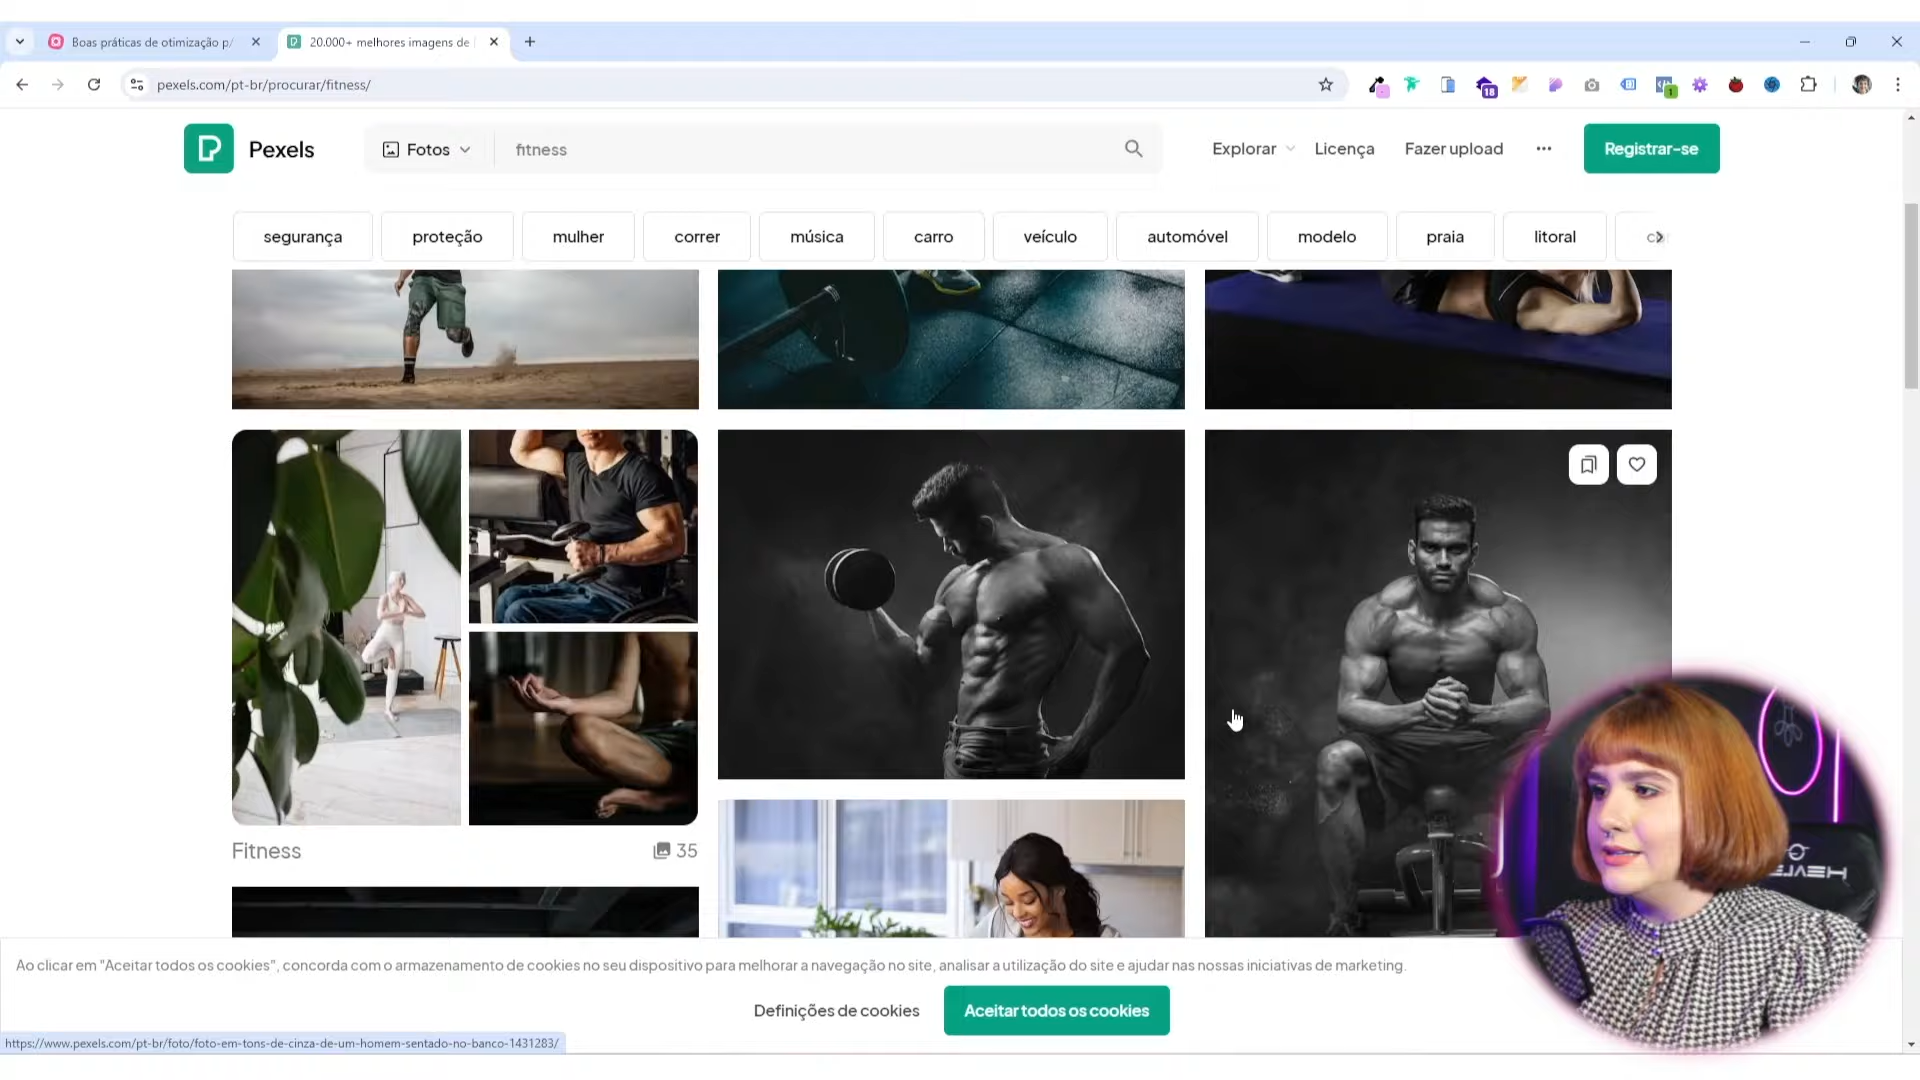 Boas práticas de otimização p/
20.000+ melhores imagens de
pexels.com/pt-br/procurar/fitness/
18
1
Pexels
Fotos
fitness
Explorar
Licença
Fazer upload
Registrar-se
segurança
proteção
mulher
correr
música
carro
veículo
automóvel
modelo
praia
litoral
Fitness
35
Ao clicar em "Aceitar todos os cookies", concorda com o armazenamento de cookies no seu dispositivo para melhorar a navegação no site, analisar a utilização do site e ajudar nas nossas iniciativas de marketing.
Definições de cookies
Aceitar todos os cookies
https://www.pexels.com/pt-br/foto/foto-em-tons-de-cinza-de-um-homem-sentado-no-banco-1431283/